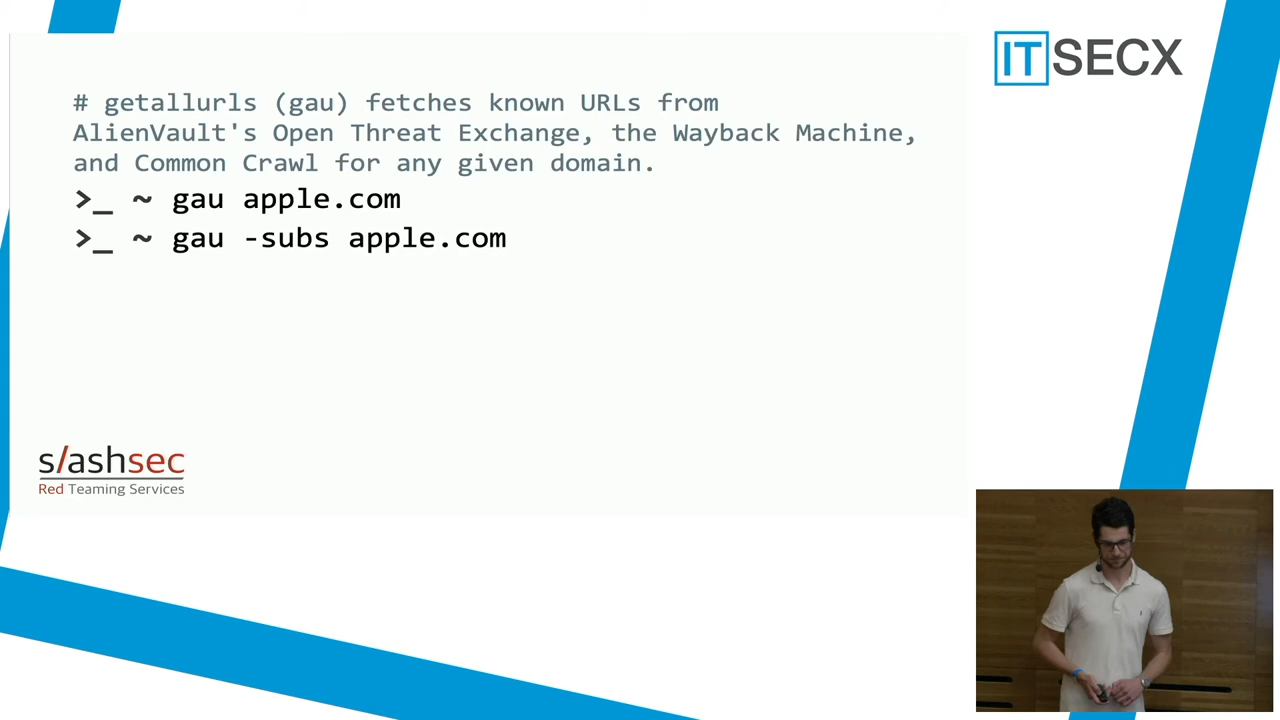 ITSECX
# getallurls (gau) fetches known URLs from
AlienVault's Open Threat Exchange, the Wayback Machine,
and Common Crawl for any given domain.
>_ ~ gau apple.com
>_ ~ gau -subs apple.com
s/ashsec
Red Teaming Services